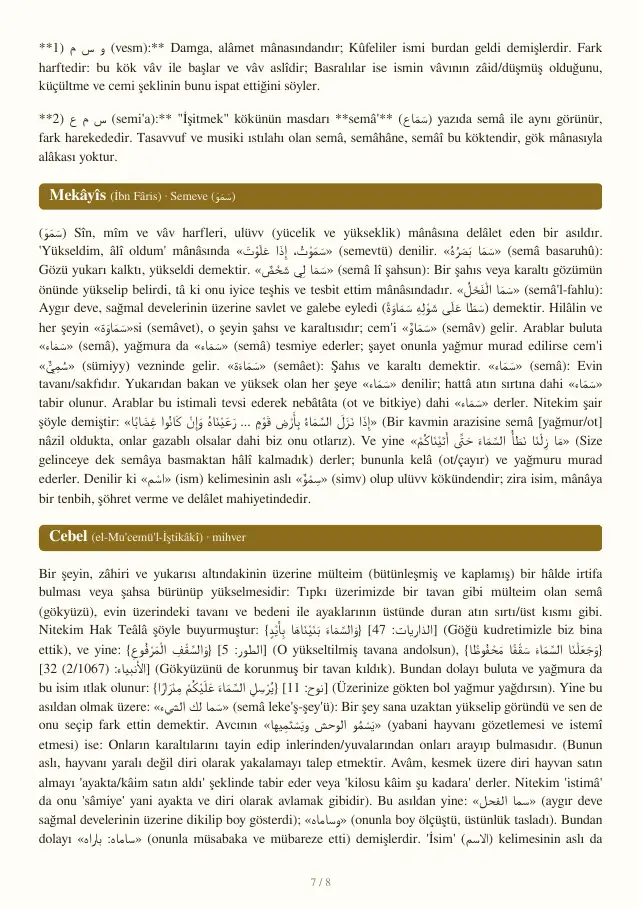 **1) و س م (vesm):** Damga, alâmet mânasındandır; Kûfeliler ismi burdan geldi demişlerdir. Fark
harftedir: bu kök vâv ile başlar ve vâv aslîdir; Basralılar ise ismin vâvının zâid/düşmüş olduğunu,
küçültme ve cemi şeklinin bunu ispat ettiğini söyler.
**2) س م ع (semi'a):** "İşitmek" kökünün masdarı **semâ'** (سَمَاع) yazıda semâ ile aynı görünür,
fark harekededir. Tasavvuf ve musiki ıstılahı olan semâ, semâhâne, semâî bu köktendir, gök mânasıyla
alâkası yoktur.
Mekâyîs (İbn Fâris) · Semeve (سَمَوَ)
(سَمَوَ) Sîn, mîm ve vâv harfleri, ulüvv (yücelik ve yükseklik) mânâsına delâlet eden bir asıldır.
'Yükseldim, âlî oldum' mânâsında «سَمَوْتُ، إِذَا عَلَوْتَ» (semevtü) denilir. «سَمَا بَصَرُهُ» (semâ basaruhû):
Gözü yukarı kalktı, yükseldi demektir. «سَمَا لِي شَخْصٌ» (semâ lî şahsun): Bir şahıs veya karaltı gözümün
önünde yükselip belirdi, tâ ki onu iyice teşhis ve tesbit ettim mânâsındadır. «سَمَا الْفَحْلُ» (semâ'l-fahlu):
Aygır deve, sağmal develerinin üzerine savlet ve galebe eyledi (سَطَا عَلَى شَوْلِهِ سَمَاوَةً) demektir. Hilâlin ve
her şeyin «سَمَاوَة»si (semâvet), o şeyin şahsı ve karaltısıdır; cem'i «سَمَاوٌ» (semâv) gelir. Arablar buluta
«سَمَاء» (semâ), yağmura da «سَمَاء» (semâ) tesmiye ederler; şayet onunla yağmur murad edilirse cem'i
«سُمِيّ» (sümiyy) vezninde gelir. «سَمَاءَة» (semâet): Şahıs ve karaltı demektir. «سَمَاء» (semâ): Evin
tavanı/sakfıdır. Yukarıdan bakan ve yüksek olan her şeye «سَمَاء» denilir; hattâ atın sırtına dahi «سَمَاء»
tabir olunur. Arablar bu istimali tevsi ederek nebâtâta (ot ve bitkiye) dahi «سَمَاء» derler. Nitekim şair
şöyle demiştir: «إِذَا نَزَلَ السَّمَاءُ بِأَرْضِ قَوْمٍ ... رَعَيْنَاهُ وَإِنْ كَانُوا غِضَابًا» (Bir kavmin arazisine semâ [yağmur/ot]
nâzil oldukta, onlar gazablı olsalar dahi biz onu otlarız). Ve yine «مَا زِلْنَا نَطَأُ السَّمَاءَ حَتَّى أَتَيْنَاكُمْ» (Size
gelinceye dek semâya basmaktan hâlî kalmadık) derler; bununla kelâ (ot/çayır) ve yağmuru murad
ederler. Denilir ki «اسْم» (ism) kelimesinin aslı «سِمْوٌ» (simv) olup ulüvv kökündendir; zira isim, mânâya
bir tenbih, şöhret verme ve delâlet mahiyetindedir.
Cebel (el-Mu'cemü'l-İştikâkî) · mihver
Bir şeyin, zâhiri ve yukarısı altındakinin üzerine mülteim (bütünleşmiş ve kaplamış) bir hâlde irtifa
bulması veya şahsa bürünüp yükselmesidir: Tıpkı üzerimizde bir tavan gibi mülteim olan semâ
(gökyüzü), evin üzerindeki tavanı ve bedeni ile ayaklarının üstünde duran atın sırtı/üst kısmı gibi.
Nitekim Hak Teâlâ şöyle buyurmuştur: {وَالسَّمَاءَ بَنَيْنَاهَا بِأَيْدٍ} [الذاريات: 47] (Göğü kudretimizle biz bina
ettik), ve yine: {وَالسَّقْفِ الْمَرْفُوعِ} [الطور: 5] (O yükseltilmiş tavana andolsun), {وَجَعَلْنَا السَّمَاءَ سَقْفًا مَحْفُوظًا}
[الأنبياء: 32 (2/1067)] (Gökyüzünü de korunmuş bir tavan kıldık). Bundan dolayı buluta ve yağmura da
bu isim ıtlak olunur: {يُرْسِلِ السَّمَاءَ عَلَيْكُمْ مِدْرَارًا} [نوح: 11] (Üzerinize gökten bol yağmur yağdırsın). Yine bu
asıldan olmak üzere: «سَما لك الشيء» (semâ leke'ş-şey'ü): Bir şey sana uzaktan yükselip göründü ve sen de
onu seçip fark ettin demektir. Avcının «يَسْمُو الوحش ويَسْتَمِيها» (yabani hayvanı gözetlemesi ve istemî
etmesi) ise: Onların karaltılarını tayin edip inlerinden/yuvalarından onları arayıp bulmasıdır. (Bunun
aslı, hayvanı yaralı değil diri olarak yakalamayı talep etmektir. Avâm, kesmek üzere diri hayvan satın
almayı 'ayakta/kâim satın aldı' şeklinde tabir eder veya 'kilosu kâim şu kadara' derler. Nitekim 'istimâ'
da onu 'sâmiye' yani ayakta ve diri olarak avlamak gibidir). Bu asıldan yine: «سما الفحل» (aygır deve
sağmal develerinin üzerine dikilip boy gösterdi); «وساماه» (onunla boy ölçüştü, üstünlük tasladı). Bundan
dolayı «ساماه: باراه» (onunla müsabaka ve mübareze etti) demişlerdir. 'İsim' (الاسم) kelimesinin aslı da
7 / 8